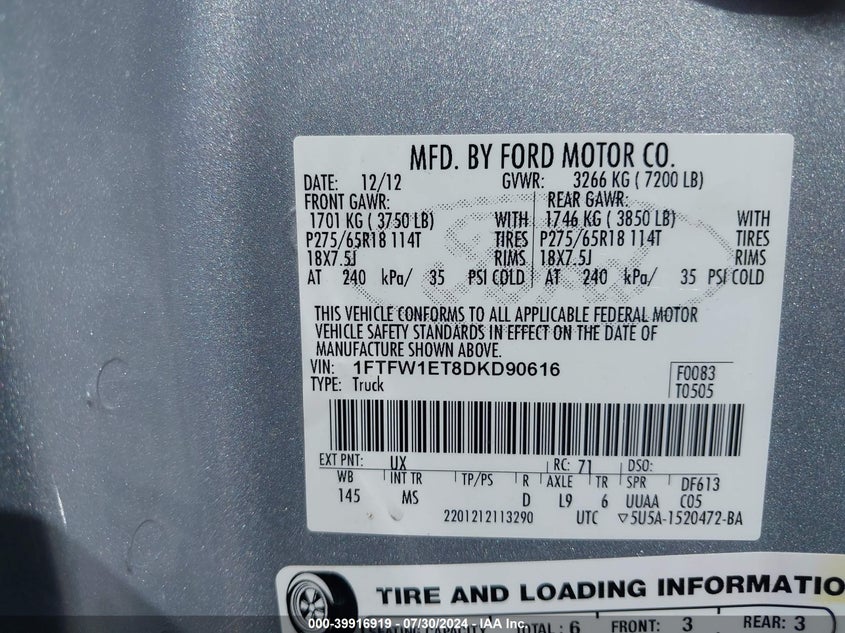 MFD. BY FORD MOTOR CO.
DATE: 12/12 GVWR: 3266 KG ( 7200 LB)
FRONT GAWR: REAR GAWR:
1701 KG ( 3750 LB) WITH 1746 KG ( 3850 LB) WITH
P275/65R18 114T TIRES P275/65R18 114T TIRES
18X7.5J RIMS 18X7.5J RIMS
AT 240 kPa/ 35 PSI COLD AT 240 kPa/ 35 PSI COLD
THIS VEHICLE CONFORMS TO ALL APPLICABLE FEDERAL MOTOR
VEHICLE SAFETY STANDARDS IN EFFECT ON THE DATE OF
MANUFACTURE SHOWN ABOVE.
VIN: 1FTFW1ET8DKD90616 F0083
TYPE: Truck T0505
EXT PNT: UX RC: 71 DSO:
WB INT TR TP/PS R AXLE TR SPR DF613
145 MS D L9 6 UUAA C05
2201212113290 UTC ▽5U5A-1520472-BA
TIRE AND LOADING INFORMATIO
SEATING CAPACITY TOTAL: 6 FRONT: 3 REAR: 3
000-39916919 / 07/30/2024 - IAA Inc.